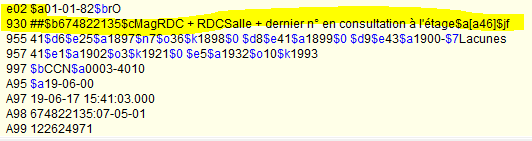 e02 $a01-01-82$brO
930 ##$b674822135$cMagRDC + RDCSalle + dernier n° en consultation à l'étage$a[a46]$jf
955 41$d6$e25$a1897$n7$o36$k1898$0 $d8$e41$a1899$0 $d9$e43$a1900-$7Lacunes
957 41$e1$a1902$o3$k1921$0 $e5$a1932$o10$k1993
997 $bCCN$a0003-4010
A95 $a19-06-00
A97 19-06-17 15:41:03.000
A98 674822135:07-05-01
A99 122624971